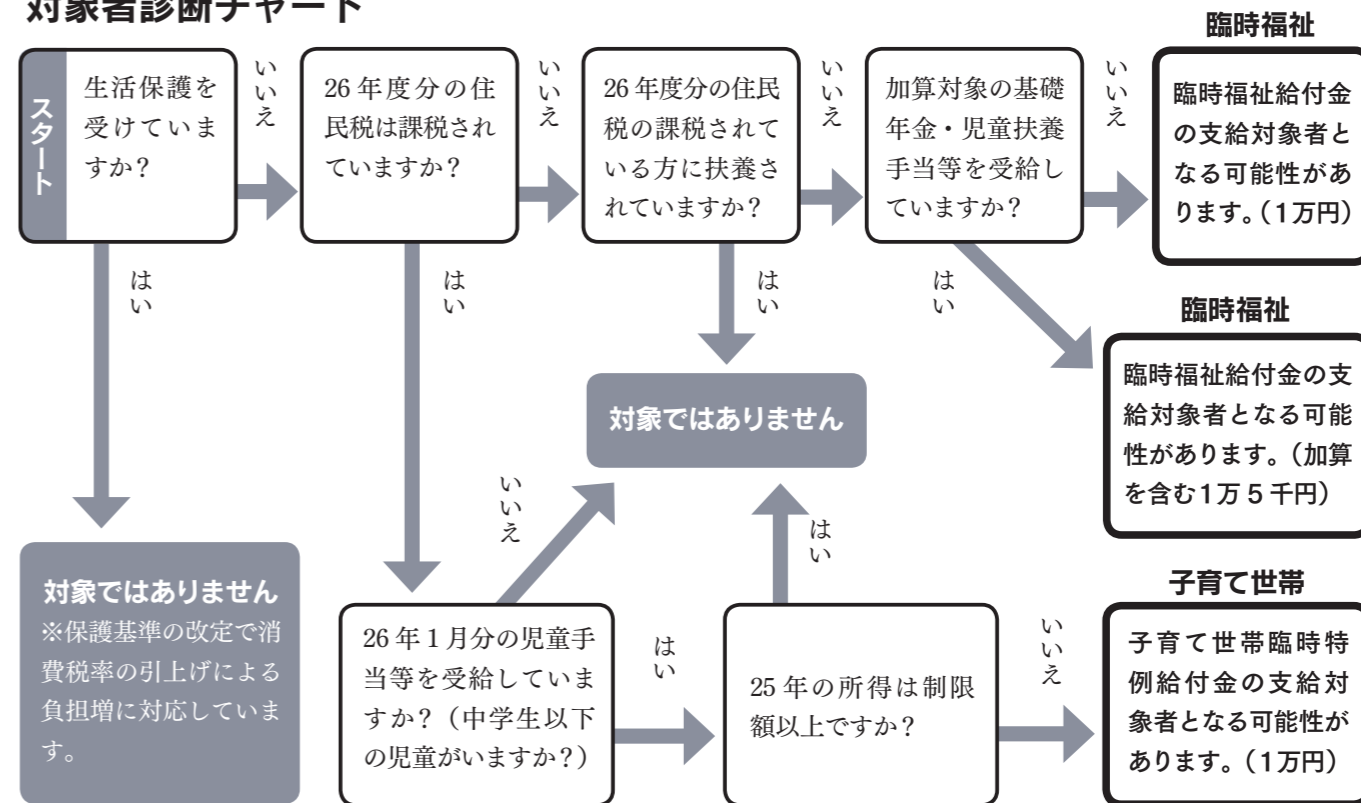 対象者診断チャート
スタート
生活保護を
受けていま
すか?
いいえ
はい
26年度分の住
民税は課税され
ていますか?
いいえ
はい
26年度分の住民
税の課税されて
いる方に扶養さ
れていますか?
いいえ
はい
加算対象の基礎
年金・児童扶養
手当等を受給し
ていますか?
いいえ
はい
臨時福祉
臨時福祉給付金
の支給対象者と
なる可能性があ
ります。(1万円)
臨時福祉
臨時福祉給付金の支
給対象者となる可能
性があります。(加算
を含む1万5千円)
対象ではありません
対象ではありません
※保護基準の改定で消
費税率の引上げによる
負担増に対応していま
す。
26年1月分の児童手
当等を受給していま
すか?(中学生以下
の児童がいますか?)
いいえ
はい
25年の所得は制限
額以上ですか?
はい
いいえ
子育て世帯
子育て世帯臨時特
例給付金の支給対
象者となる可能性が
あります。(1万円)